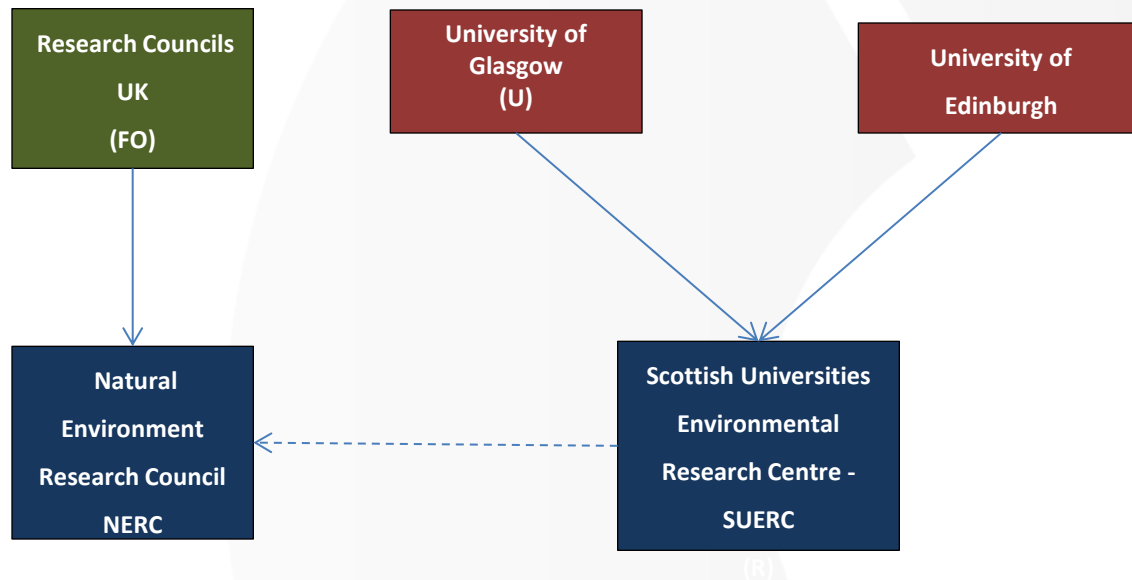 Research Councils
UK
(FO)
University of
Glasgow
(U)
University of
Edinburgh
Natural
Environment
Research Council
NERC
Scottish Universities
Environmental
Research Centre -
SUERC
(R)